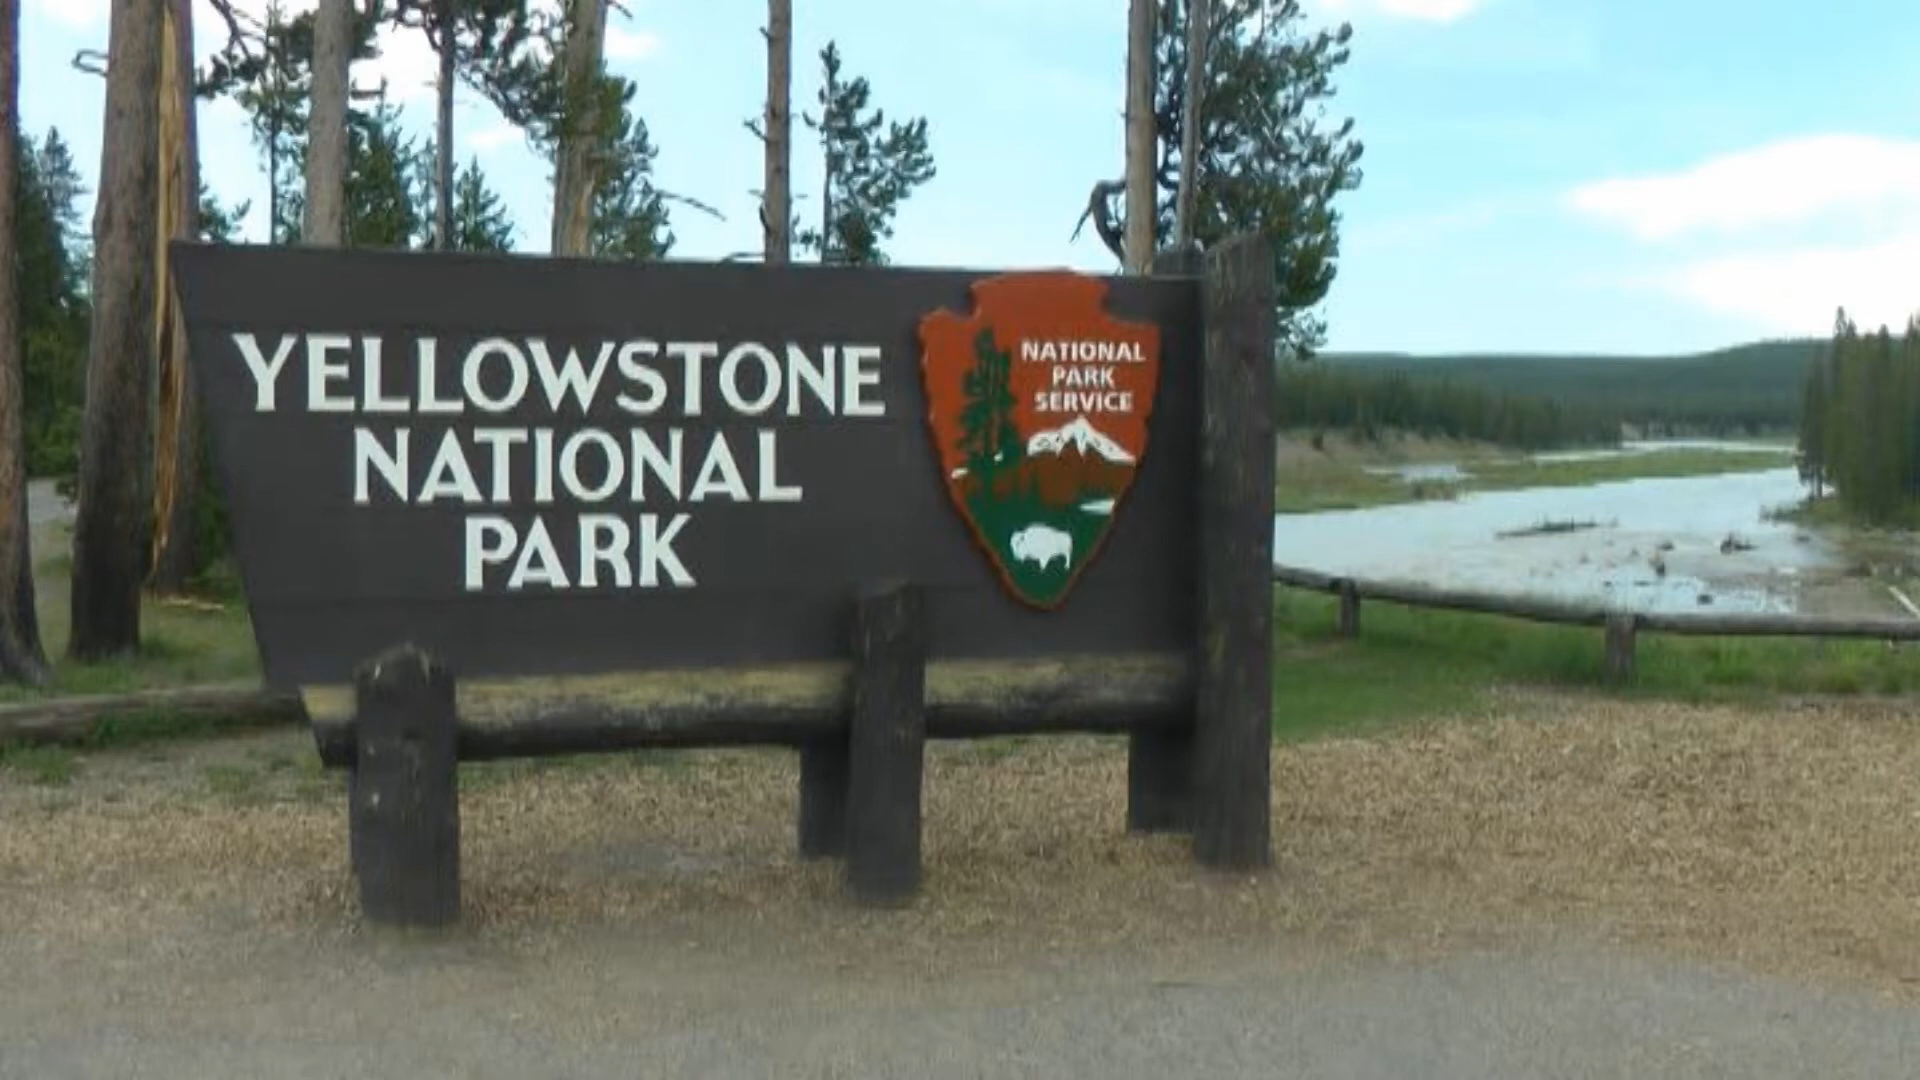 YELLOWSTONE
NATIONAL
PARK
NATIONAL
PARK
SERVICE